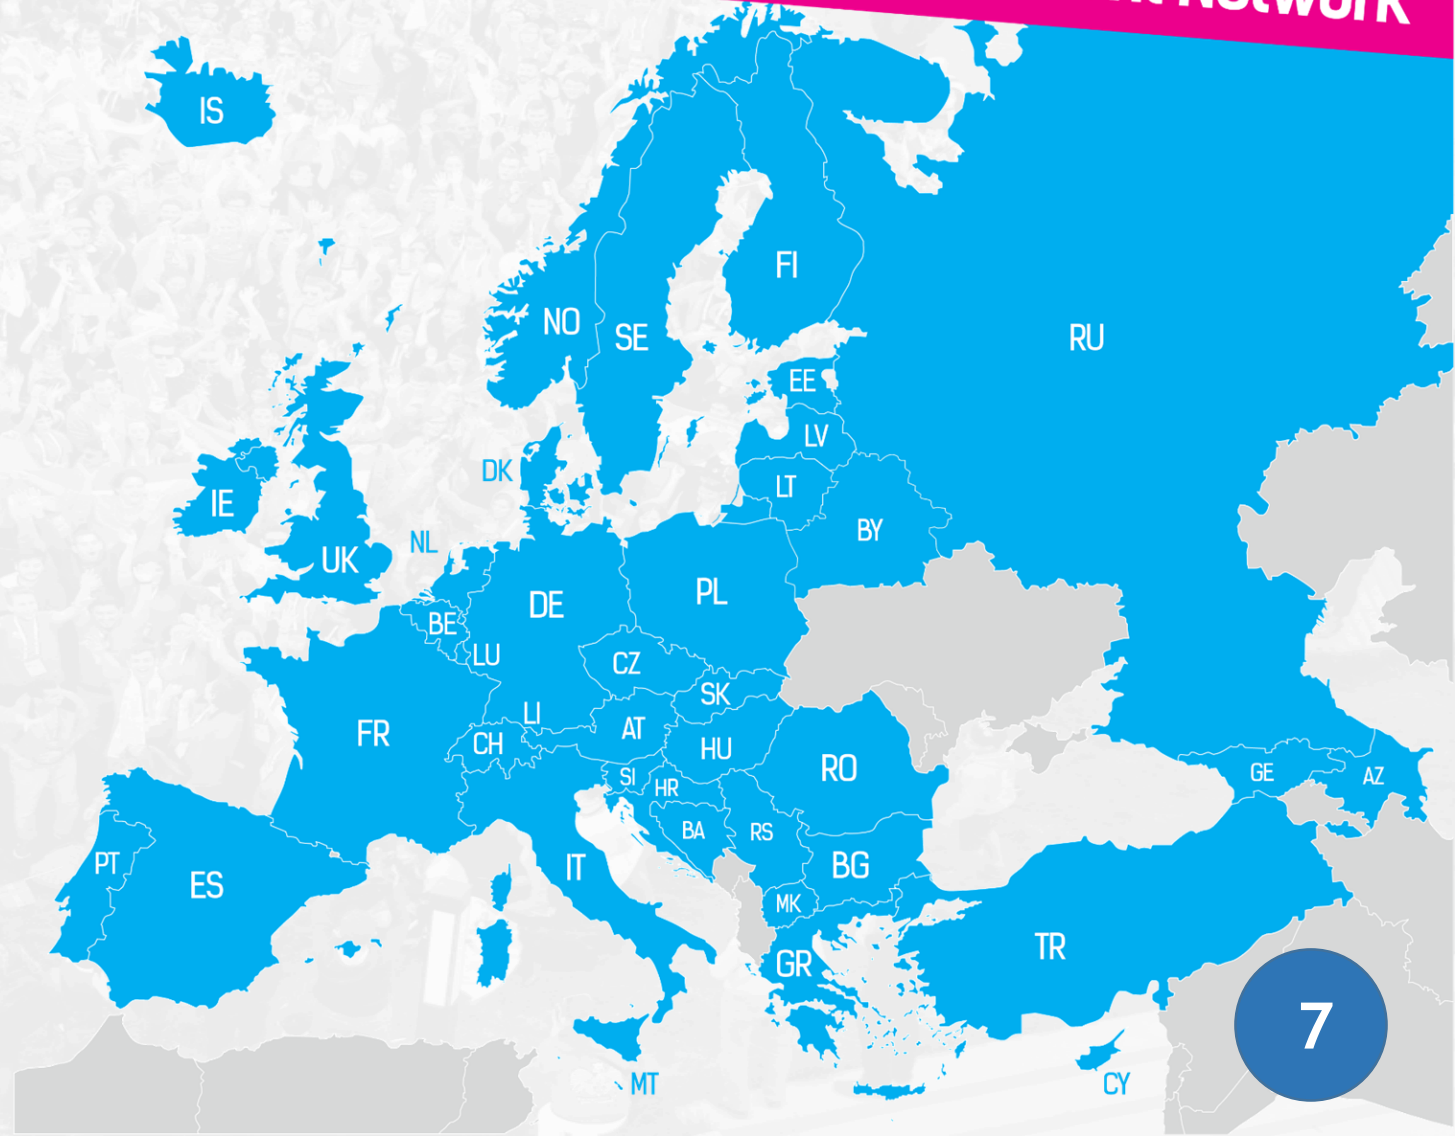 Network
IS
FI
NO
SE
RU
EE
LV
DK
LT
IE
BY
NL
UK
PL
DE
BE
LU
CZ
SK
LI
AT
FR
CH
HU
RO
SI
HR
GE
AZ
BA
RS
PT
IT
BG
ES
MK
TR
GR
7
MT
CY